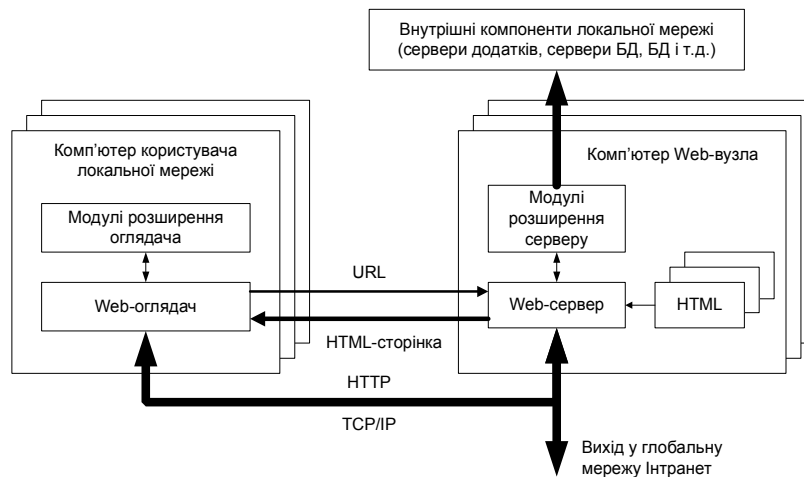 Внутрішні компоненти локальної мережі
(сервери додатків, сервери БД, БД і т.д.)
Комп'ютер користувача
локальної мережі
Комп'ютер Web-вузла
Модулі розширення
оглядача
Модулі
розширення
серверу
URL
Web-оглядач
Web-сервер
HTML
HTML-сторінка
HTTP
TCP/IP
Вихід у глобальну
мережу Інтранет